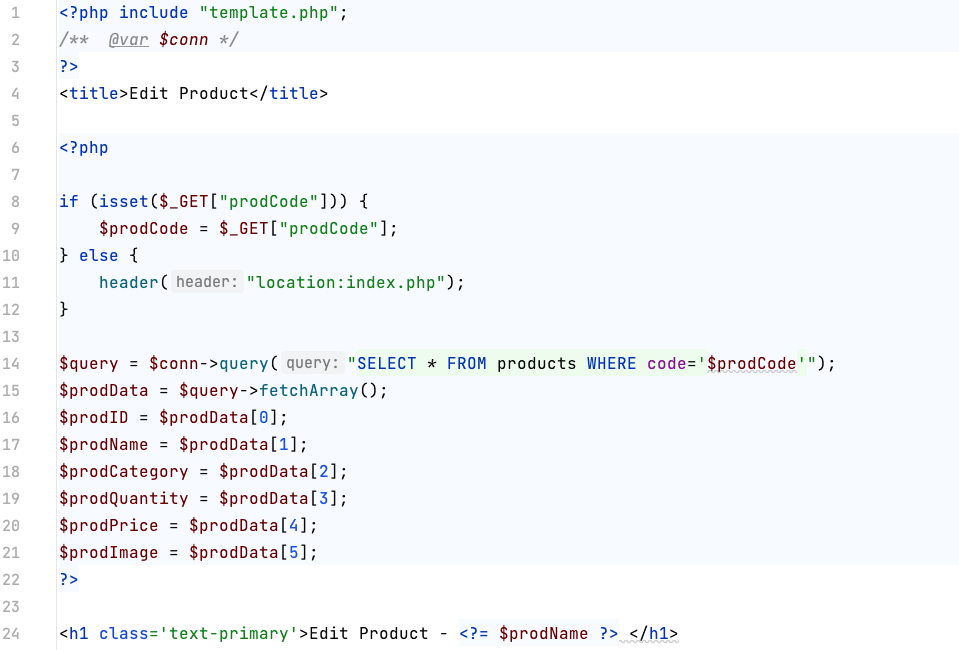 1 <?php include "template.php";
2 /**  @var $conn */
3 ?>
4 <title>Edit Product</title>
5
6 <?php
7
8 if (isset($_GET["prodCode"])) {
9     $prodCode = $_GET["prodCode"];
10 } else {
11     header( header: "location:index.php");
12 }
13
14 $query = $conn->query( query: "SELECT * FROM products WHERE code='$prodCode'");
15 $prodData = $query->fetchArray();
16 $prodID = $prodData[0];
17 $prodName = $prodData[1];
18 $prodCategory = $prodData[2];
19 $prodQuantity = $prodData[3];
20 $prodPrice = $prodData[4];
21 $prodImage = $prodData[5];
22 ?>
23
24 <h1 class='text-primary'>Edit Product - <?= $prodName ?> </h1>